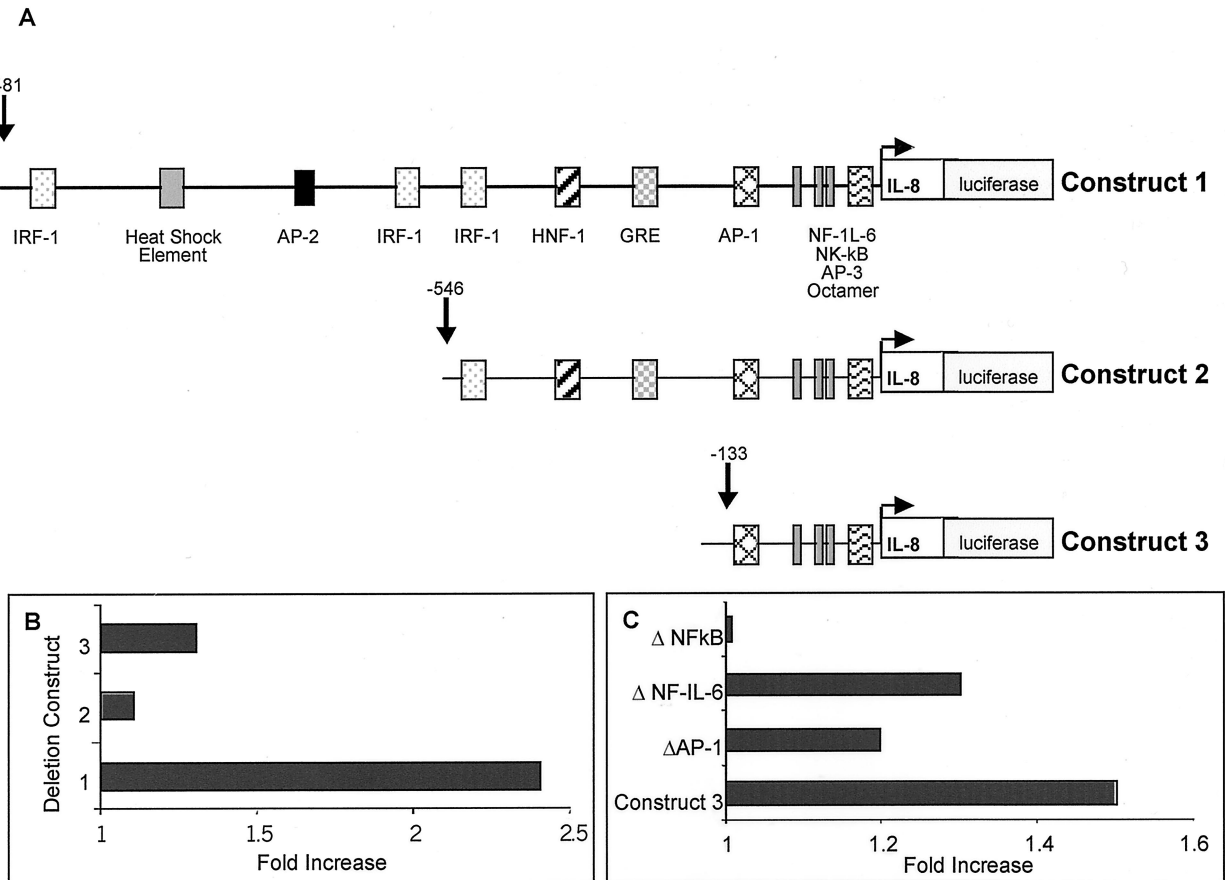 A
-81
IL-8 luciferase Construct 1
IRF-1 Heat Shock Element AP-2 IRF-1 IRF-1 HNF-1 GRE AP-1 NF-1L-6
NK-kB
AP-3
Octamer
-546
IL-8 luciferase Construct 2
-133
IL-8 luciferase Construct 3
B
Deletion Construct
3
2
1
1 1.5 2 2.5
Fold Increase
C
Δ NFkB
Δ NF-IL-6
ΔAP-1
Construct 3
1 1.2 1.4 1.6
Fold Increase